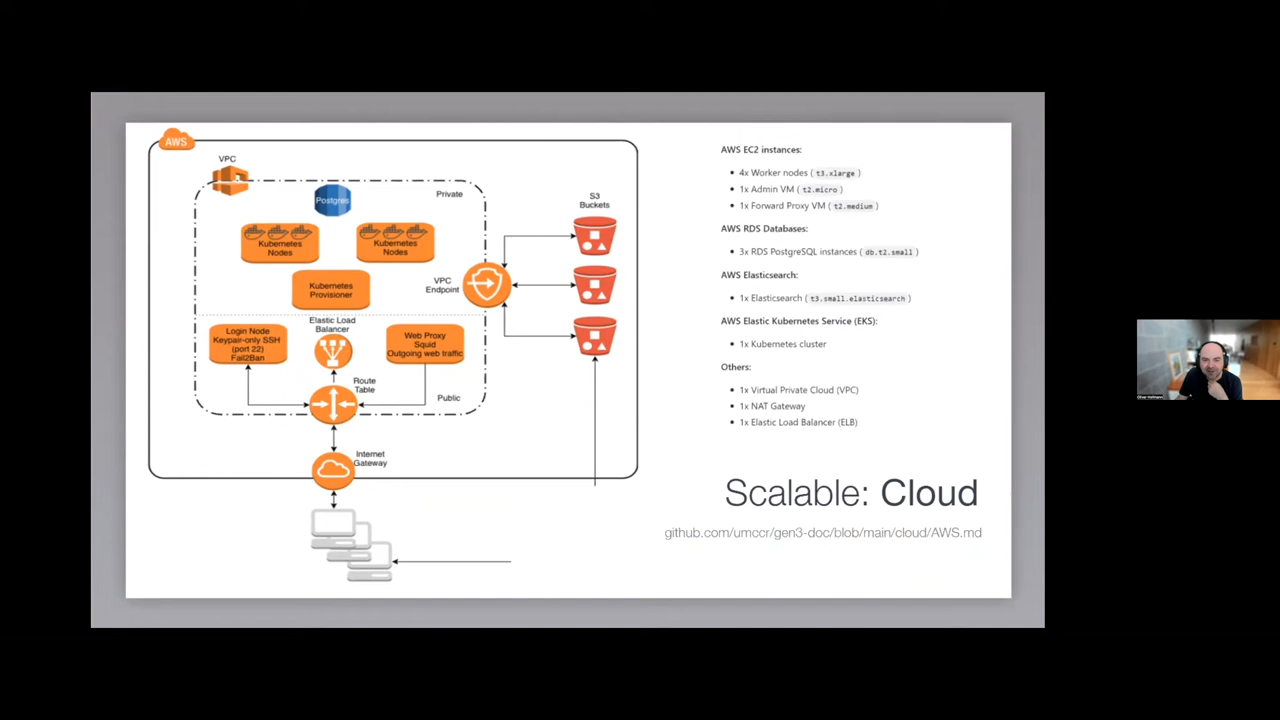 AWS
VPC
Postgres
Private
Kubernetes
Nodes
Kubernetes
Nodes
Kubernetes
Provisioner
VPC
Endpoint
S3
Buckets
Login Node
Keypair-only SSH
(port 22)
Fail2Ban
Elastic Load
Balancer
Web Proxy
Squid
Outgoing web traffic
Route
Table
Public
Internet
Gateway
AWS EC2 instances:
4x Worker nodes ( t3.xlarge )
1x Admin VM ( t2.micro )
1x Forward Proxy VM ( t2.medium )
AWS RDS Databases:
3x RDS PostgreSQL instances ( db.t2.small )
AWS Elasticsearch:
1x Elasticsearch ( t3.small.elasticsearch )
AWS Elastic Kubernetes Service (EKS):
1x Kubernetes cluster
Others:
1x Virtual Private Cloud (VPC)
1x NAT Gateway
1x Elastic Load Balancer (ELB)
Scalable: Cloud
github.com/umccr/gen3-doc/blob/main/cloud/AWS.md
Oliver Hofmann